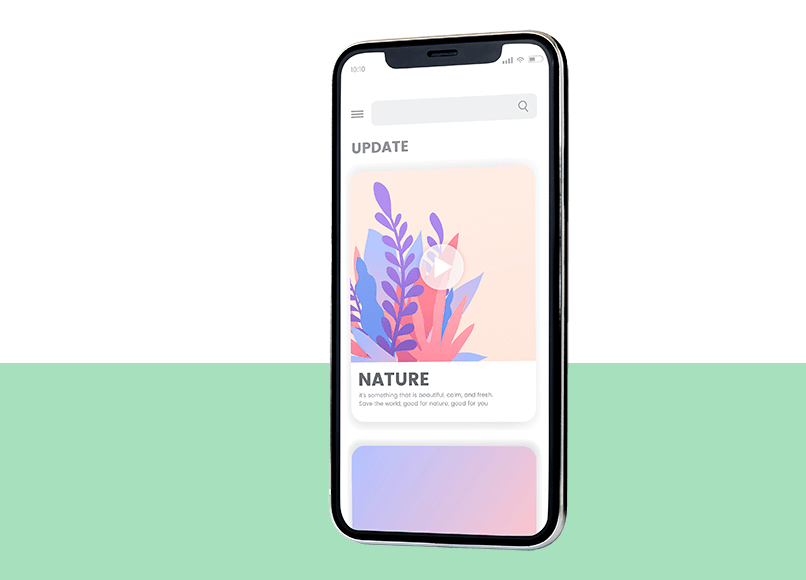 10:10
UPDATE
NATURE
It's something that is beautiful, calm, and fresh.
Save the world, good for nature, good for you